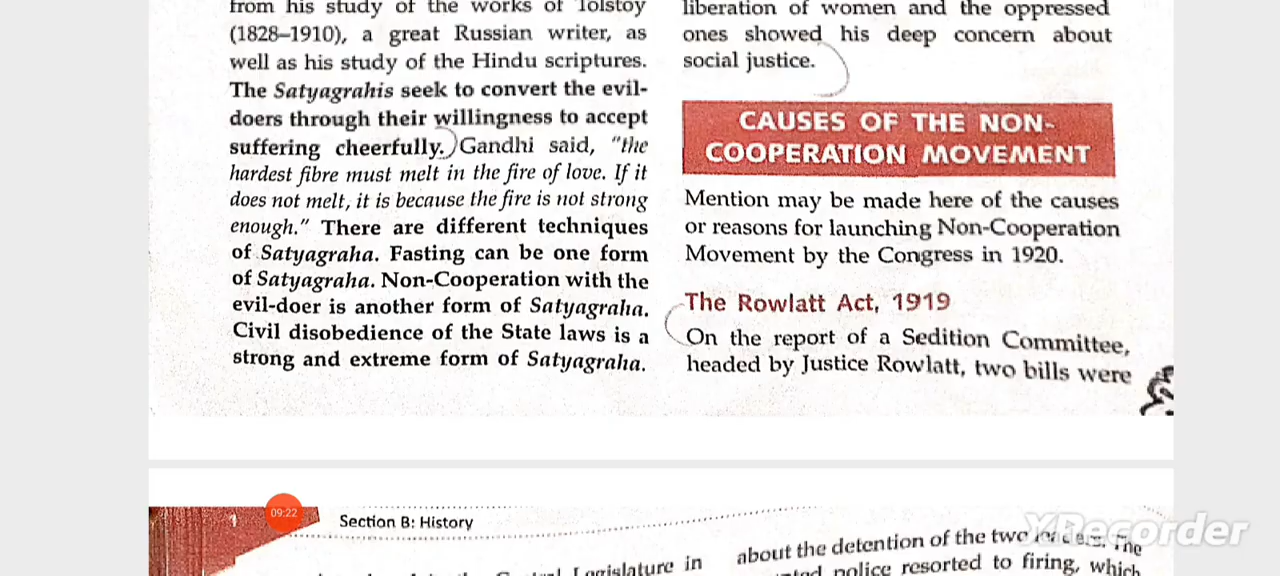 from his study of the works of Tolstoy
(1828–1910), a great Russian writer, as
well as his study of the Hindu scriptures.
The Satyagrahis seek to convert the evil-
doers through their willingness to accept
suffering cheerfully. Gandhi said, "the
hardest fibre must melt in the fire of love. If it
does not melt, it is because the fire is not strong
enough." There are different techniques
of Satyagraha. Fasting can be one form
of Satyagraha. Non-Cooperation with the
evil-doer is another form of Satyagraha.
Civil disobedience of the State laws is a
strong and extreme form of Satyagraha.
liberation of women and the oppressed
ones showed his deep concern about
social justice.
CAUSES OF THE NON-
COOPERATION MOVEMENT
Mention may be made here of the causes
or reasons for launching Non-Cooperation
Movement by the Congress in 1920.
The Rowlatt Act, 1919
On the report of a Sedition Committee,
headed by Justice Rowlatt, two bills were
1
09:22
Section B: History
Legislature in
about the detention of the two
police resorted to firing, which
XRecorder